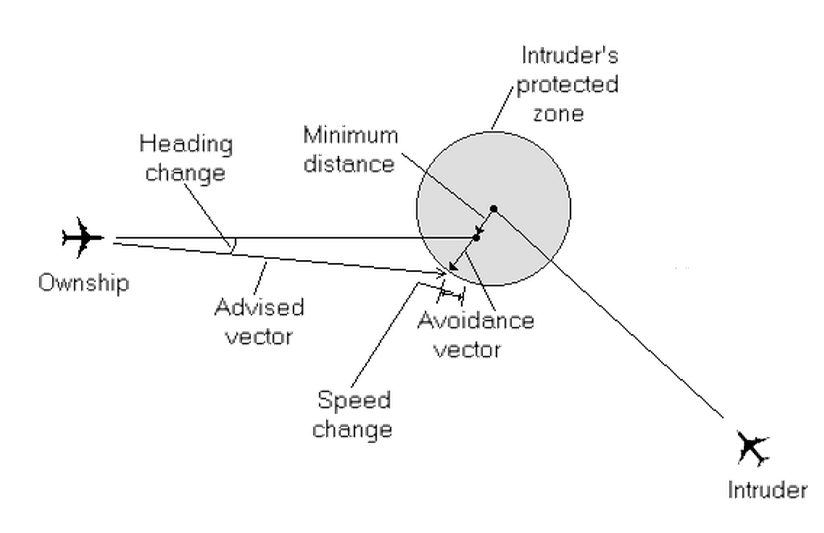 Intruder's
protected
zone
Minimum
distance
Heading
change
Ownship
Advised
vector
Avoidance
vector
Speed
change
Intruder